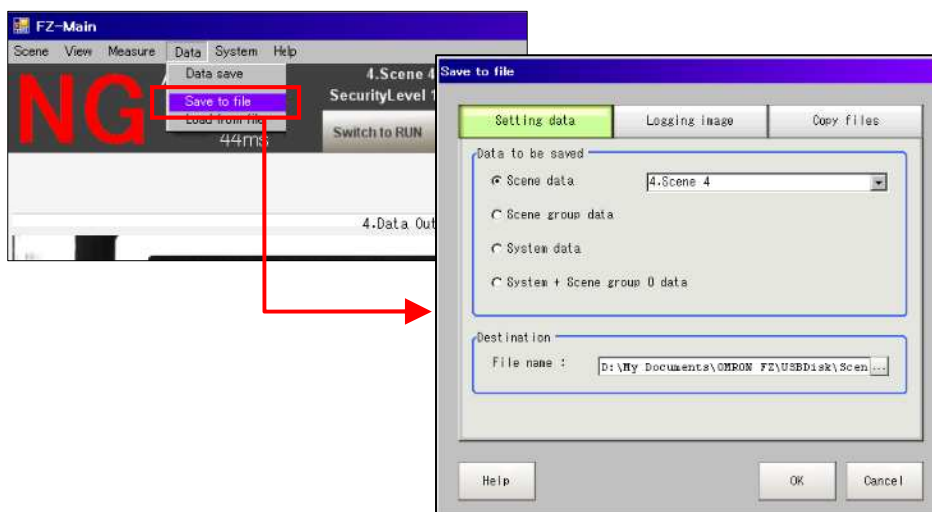 FZ-Main
Scene View Measure Data System Help
NG
Data save
Save to file
Load from file
44ms
4.Scene 4
SecurityLevel
Switch to RUN
4.Data Out
Save to file
Setting data Logging image Copy files
Data to be saved
Scene data 4.Scene 4
Scene group data
System data
System + Scene group 0 data
Destination
File name : D:\My Documents\OMRON FZ\USBDisk\Scen ...
Help OK Cancel